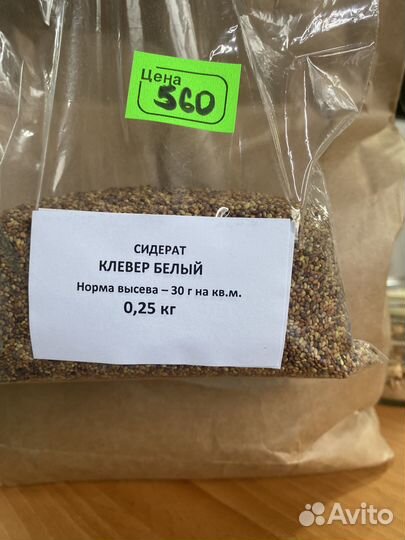 Цена
560
СИДЕРАТ
КЛЕВЕР БЕЛЫЙ
Норма высева – 30 г на кв.м.
0,25 кг
Avito